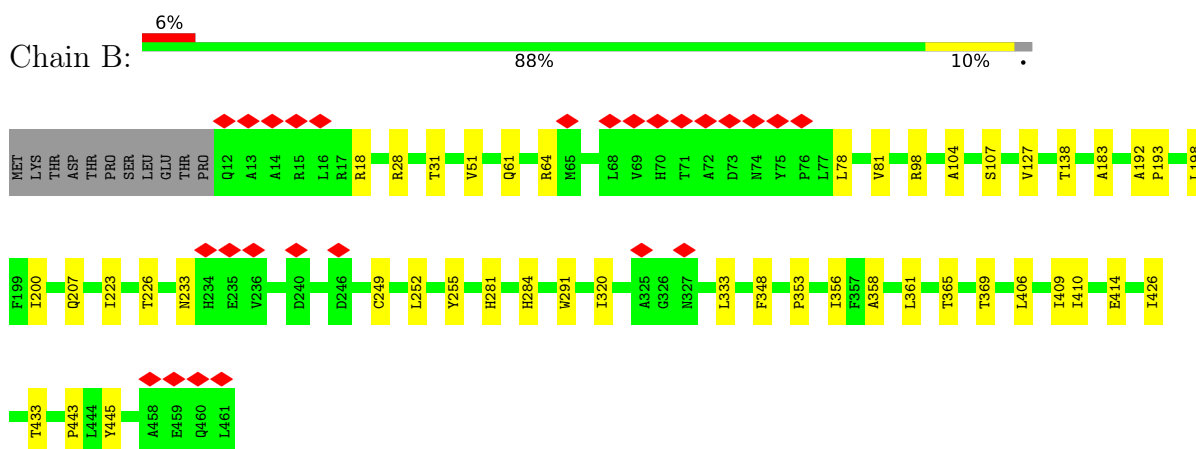 6%
Chain B:
88% 10% •
MET LYS THR ASP THR PRO SER LEU GLU THR PRO Q12 A13 A14 R15 L16 R17 R18 R28 T31 V51 Q61 R64 M65 L68 V69 H70 T71 A72 D73 N74 Y75 P76 L77 L78 V81 R98 A104 S107 V127 T138 A183 A192 P193 L198
F199 I200 Q207 I223 T226 N233 H234 E235 V236 D240 D246 C249 L252 Y255 H281 H284 W291 I320 A325 G326 N327 L333 F348 P353 I356 F357 A358 L361 T365 T369 L406 I409 I410 E414 I426
T433 P443 L444 Y445 A458 E459 Q460 L461